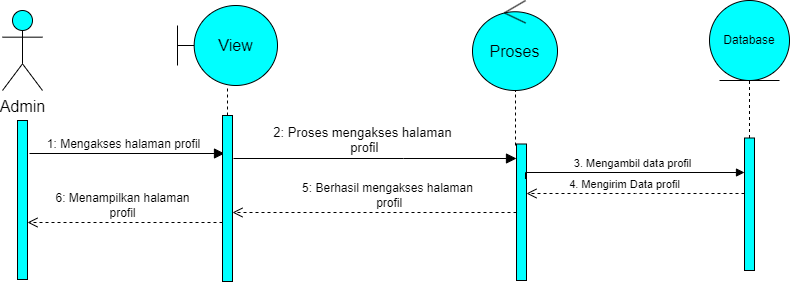 View
Proses
Database
Admin
1: Mengakses halaman profil
2: Proses mengakses halaman
profil
3. Mengambil data profil
4. Mengirim Data profil
5: Berhasil mengakses halaman
profil
6: Menampilkan halaman
profil